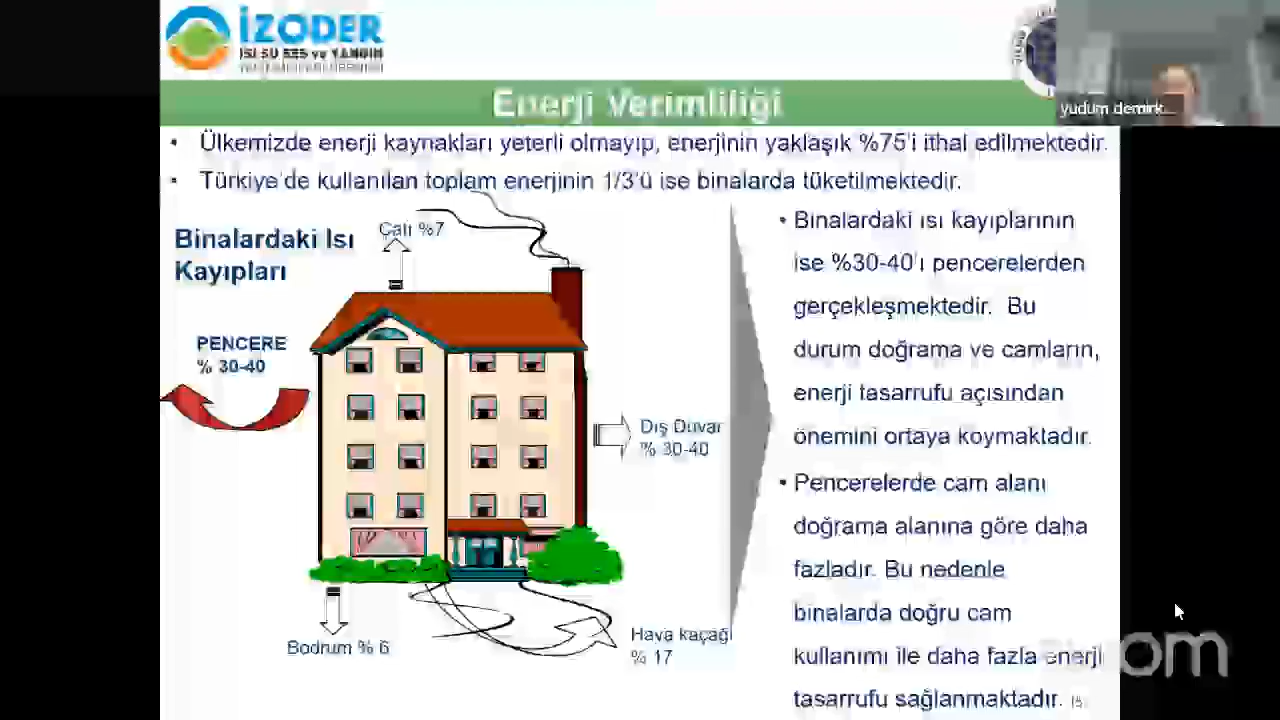 İZODER
ISI SU SES ve YANGIN
yudum demirk...
Enerji Verimliliği
• Ülkemizde enerji kaynakları yeterli olmayıp, enerjinin yaklaşık %75'i ithal edilmektedir.
• Türkiye'de kullanılan toplam enerjinin 1/3'ü ise binalarda tüketilmektedir.
Binalardaki Isı
Kayıpları
Çatı %7
PENCERE
% 30-40
Dış Duvar
% 30-40
Bodrum % 6
Hava kaçağı
% 17
• Binalardaki ısı kayıplarının
ise %30-40'ı pencerelerden
gerçekleşmektedir. Bu
durum doğrama ve camların,
enerji tasarrufu açısından
önemini ortaya koymaktadır.
• Pencerelerde cam alanı
doğrama alanına göre daha
fazladır. Bu nedenle
binalarda doğru cam
kullanımı ile daha fazla enerji
tasarrufu sağlanmaktadır.
zoom